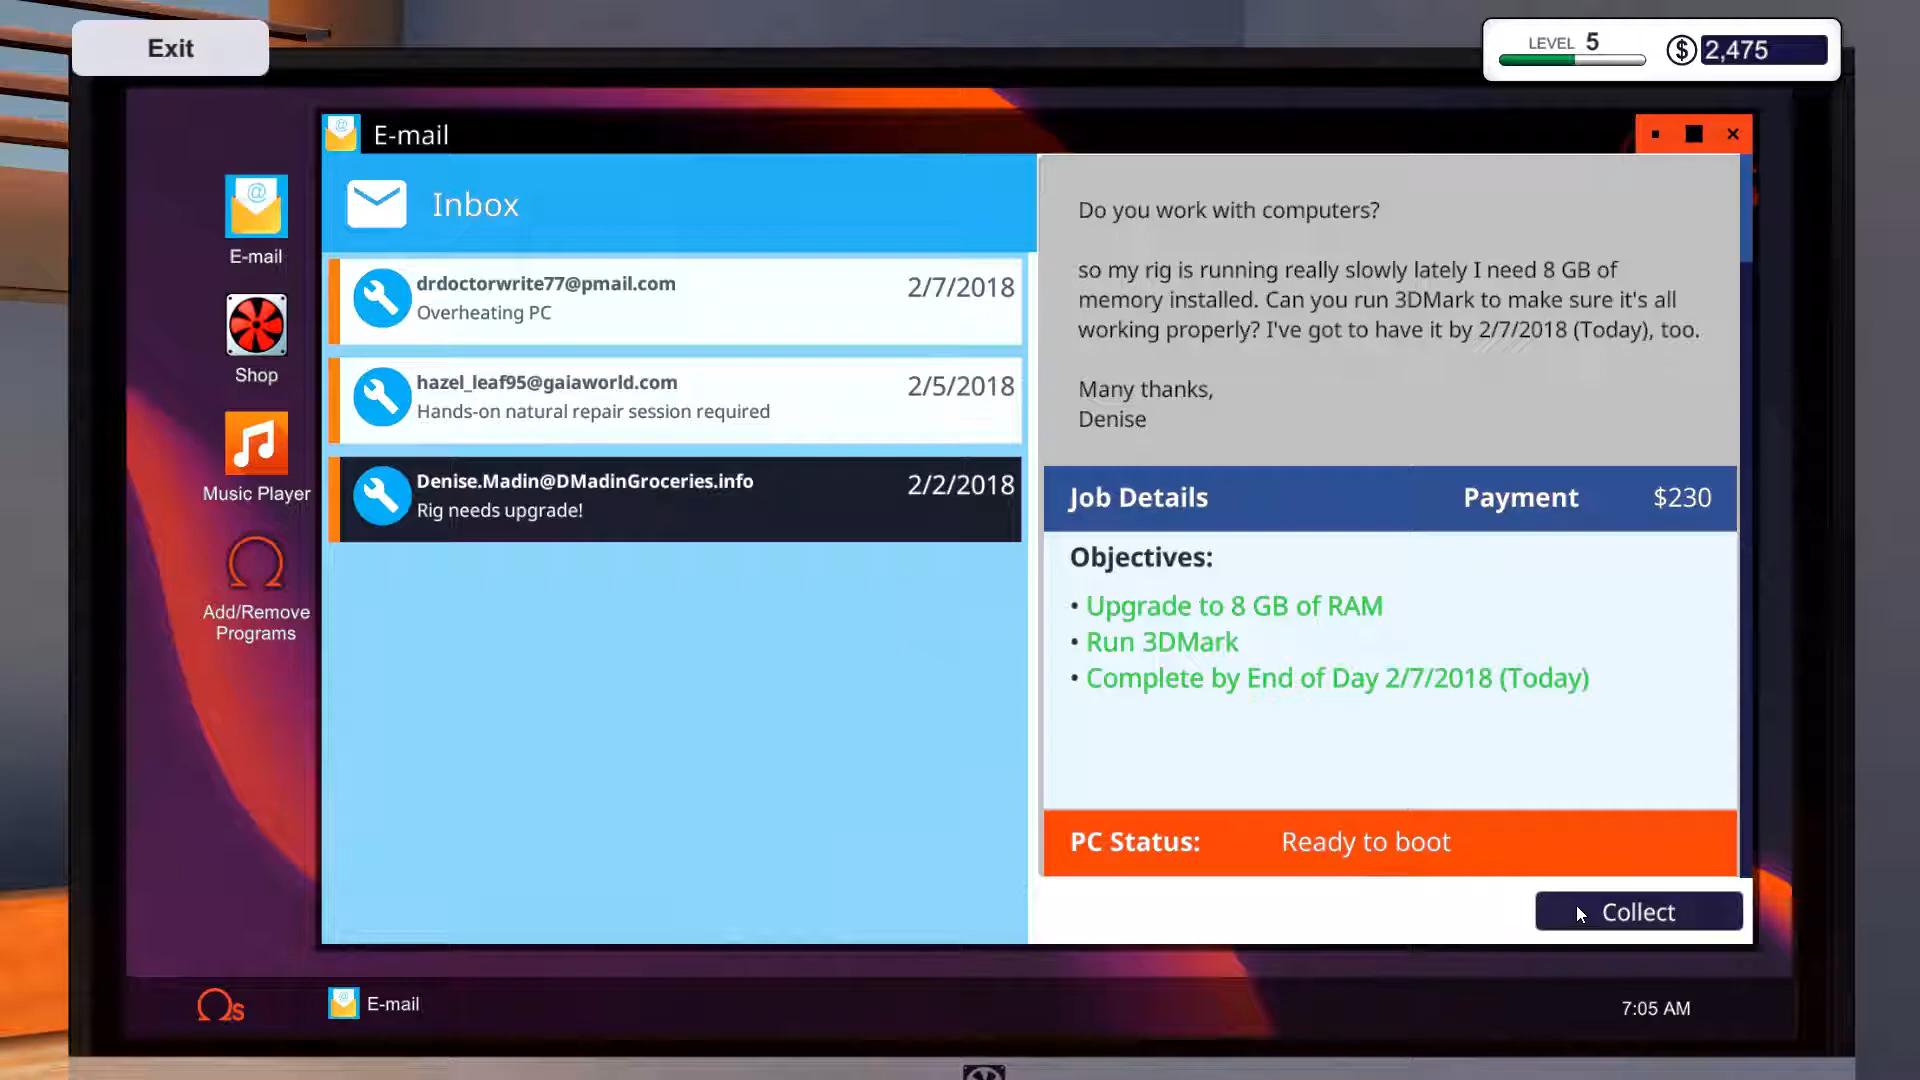 Exit
LEVEL 5
$ 2,475
E-mail
Inbox
E-mail
Shop
Music Player
Add/Remove
Programs
drdoctorwrite77@pmail.com
2/7/2018
Overheating PC
hazel_leaf95@gaiaworld.com
2/5/2018
Hands-on natural repair session required
Denise.Madin@DMadinGroceries.info
2/2/2018
Rig needs upgrade!
Do you work with computers?
so my rig is running really slowly lately I need 8 GB of
memory installed. Can you run 3DMark to make sure it's all
working properly? I've got to have it by 2/7/2018 (Today), too.
Many thanks,
Denise
Job Details Payment $230
Objectives:
• Upgrade to 8 GB of RAM
• Run 3DMark
• Complete by End of Day 2/7/2018 (Today)
PC Status: Ready to boot
Collect
Ωs
E-mail
7:05 AM